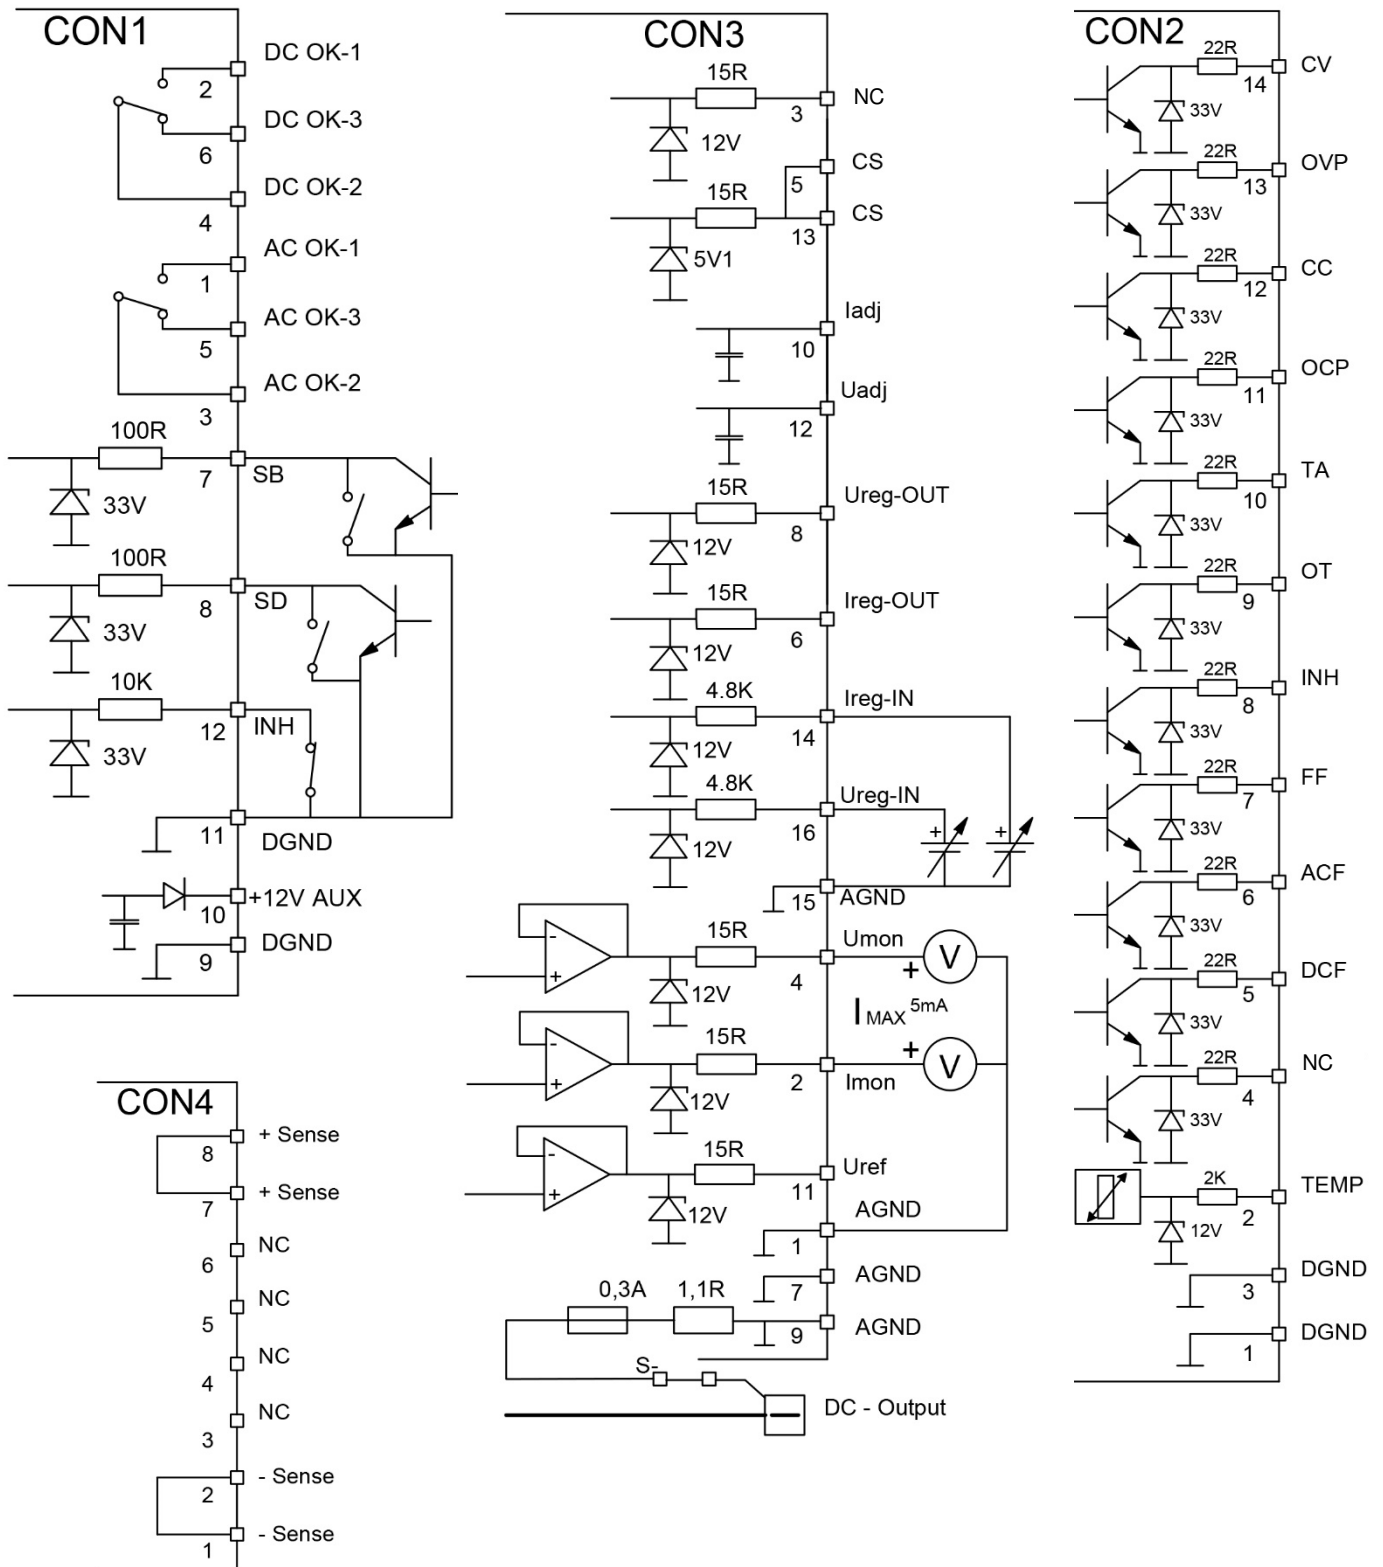 CON1
DC OK-1
2
DC OK-3
6
DC OK-2
4
AC OK-1
1
AC OK-3
5
AC OK-2
3
100R
7
SB
33V
100R
8
SD
33V
10K
12
INH
33V
11
DGND
+12V AUX
10
DGND
9
CON4
+ Sense
8
+ Sense
7
NC
6
NC
5
NC
4
NC
3
- Sense
2
- Sense
1
CON3
15R
NC
3
12V
CS
5
15R
CS
13
5V1
Iadj
10
Uadj
12
15R
Ureg-OUT
8
12V
15R
Ireg-OUT
6
12V
4.8K
Ireg-IN
14
12V
4.8K
Ureg-IN
16
12V
+
+
15
AGND
-
+
15R
Umon
4
+
V
12V
I MAX 5mA
-
+
15R
+
V
2
Imon
12V
-
+
15R
Uref
11
12V
AGND
1
AGND
7
0,3A
1,1R
AGND
9
S-
DC - Output
CON2
22R
CV
14
33V
22R
OVP
13
33V
22R
CC
12
33V
22R
OCP
11
33V
22R
TA
10
33V
22R
OT
9
33V
22R
INH
8
33V
22R
FF
7
33V
22R
ACF
6
33V
22R
DCF
5
33V
22R
NC
4
33V
2K
TEMP
2
12V
DGND
3
DGND
1